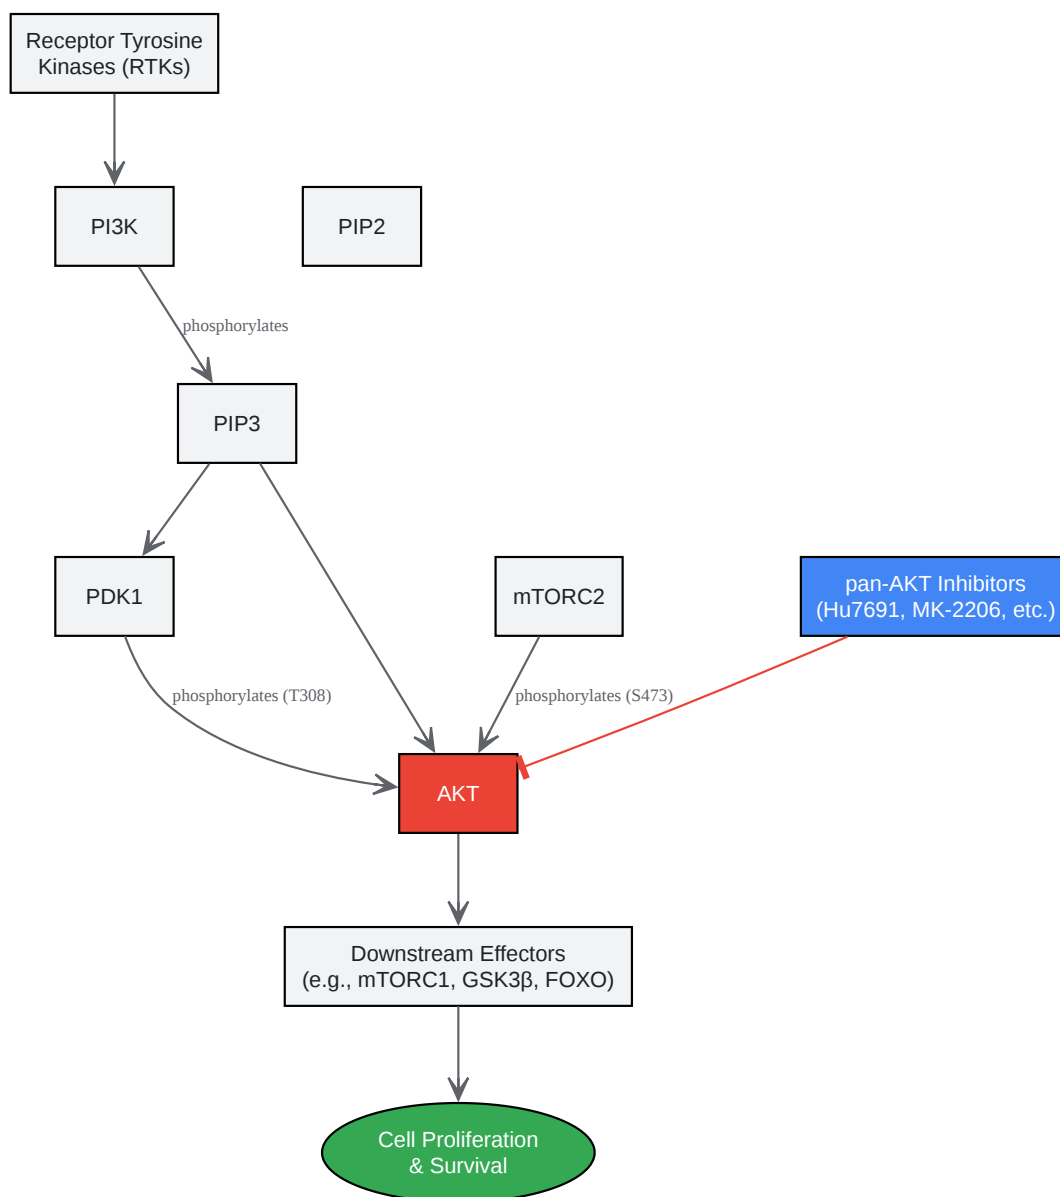 Receptor Tyrosine
Kinases (RTKs)
PI3K
PIP2
phosphorylates
PIP3
PDK1
mTORC2
pan-AKT Inhibitors
(Hu7691, MK-2206, etc.)
phosphorylates (T308)
phosphorylates (S473)
AKT
Downstream Effectors
(e.g., mTORC1, GSK3β, FOXO)
Cell Proliferation
& Survival